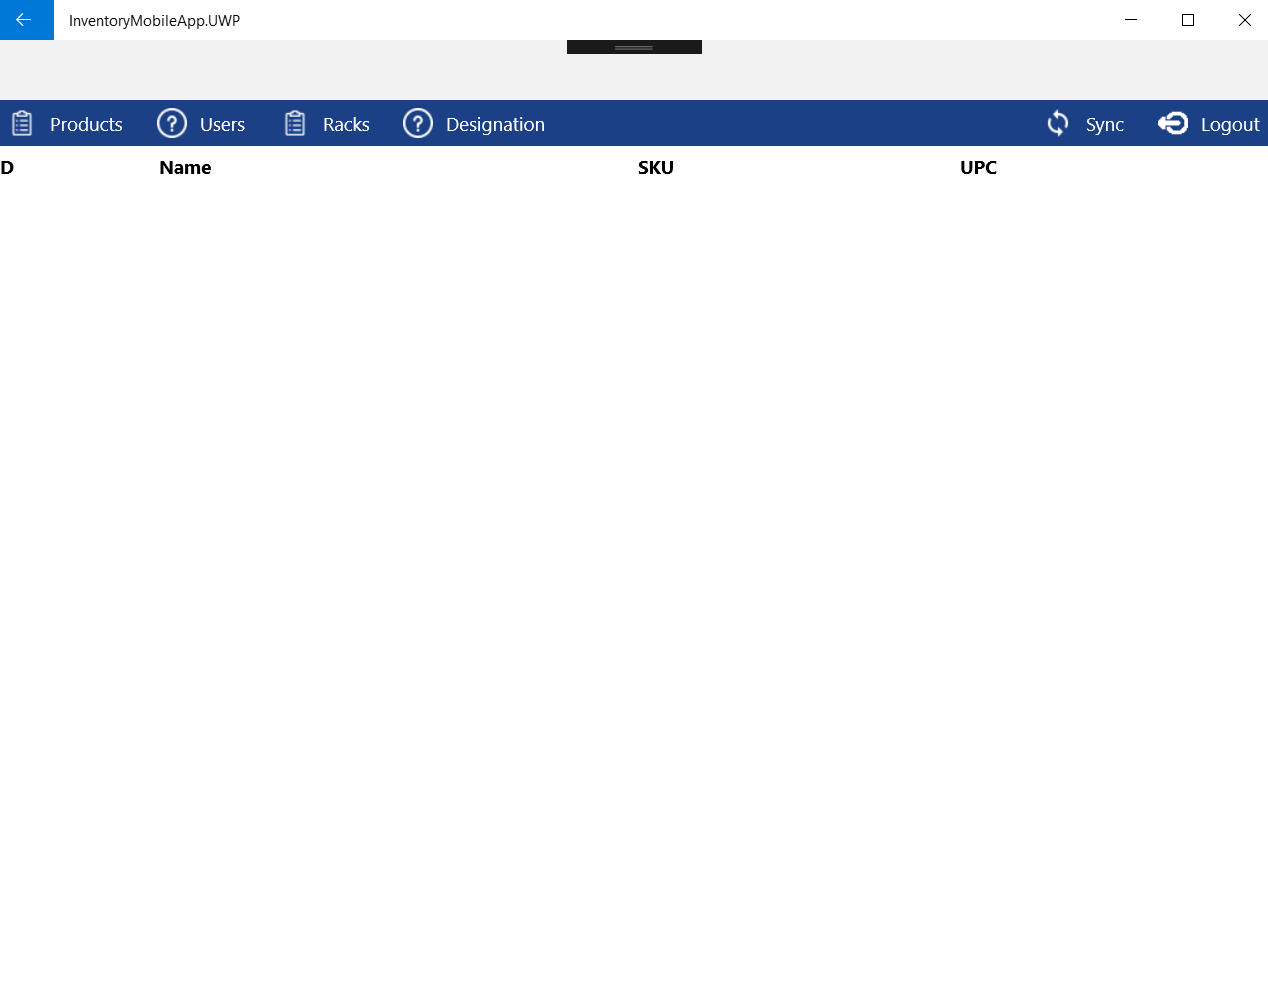 InventoryMobileApp.UWP
Products Users Racks Designation Sync Logout
D Name SKU UPC